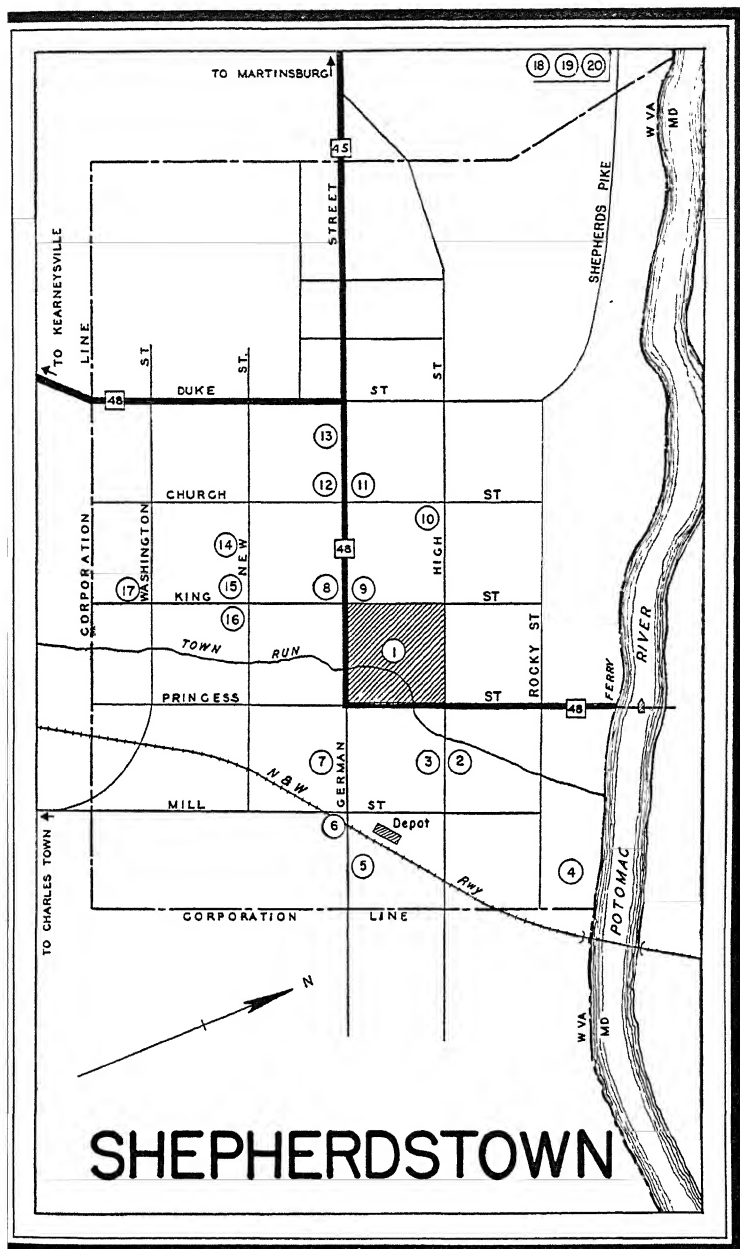 TO MARTINSBURG
18 19 20
W VA
MD
45
STREET
SHEPHERDS PIKE
TO KEARNEYSVILLE
LINE
ST
ST.
ST
48
DUKE
ST
13
12
11
CHURCH
ST
10
CORPORATION
WASHINGTON
14
NEW
48
HIGH
17
15
8
9
KING
ST
16
ROCKY ST
TOWN RUN
1
FERRY
RIVER
PRINCESS
ST
48
7
GERMAN
3
2
N & W
MILL
ST
6
Depot
5
Rwy
4
POTOMAC
TO CHARLES TOWN
CORPORATION LINE
N
W VA
MD
SHEPHERDSTOWN